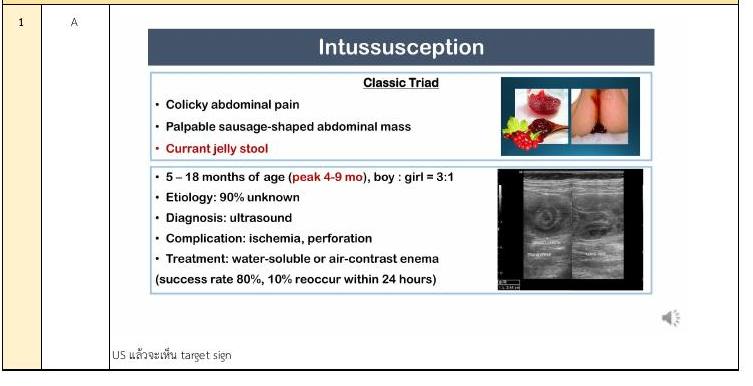 1
A
Intussusception
Classic Triad
• Colicky abdominal pain
• Palpable sausage-shaped abdominal mass
• Currant jelly stool
• 5 – 18 months of age (peak 4-9 mo), boy : girl = 3:1
• Etiology: 90% unknown
• Diagnosis: ultrasound
• Complication: ischemia, perforation
• Treatment: water-soluble or air-contrast enema
(success rate 80%, 10% reoccur within 24 hours)
US แล้วจะเห็น target sign